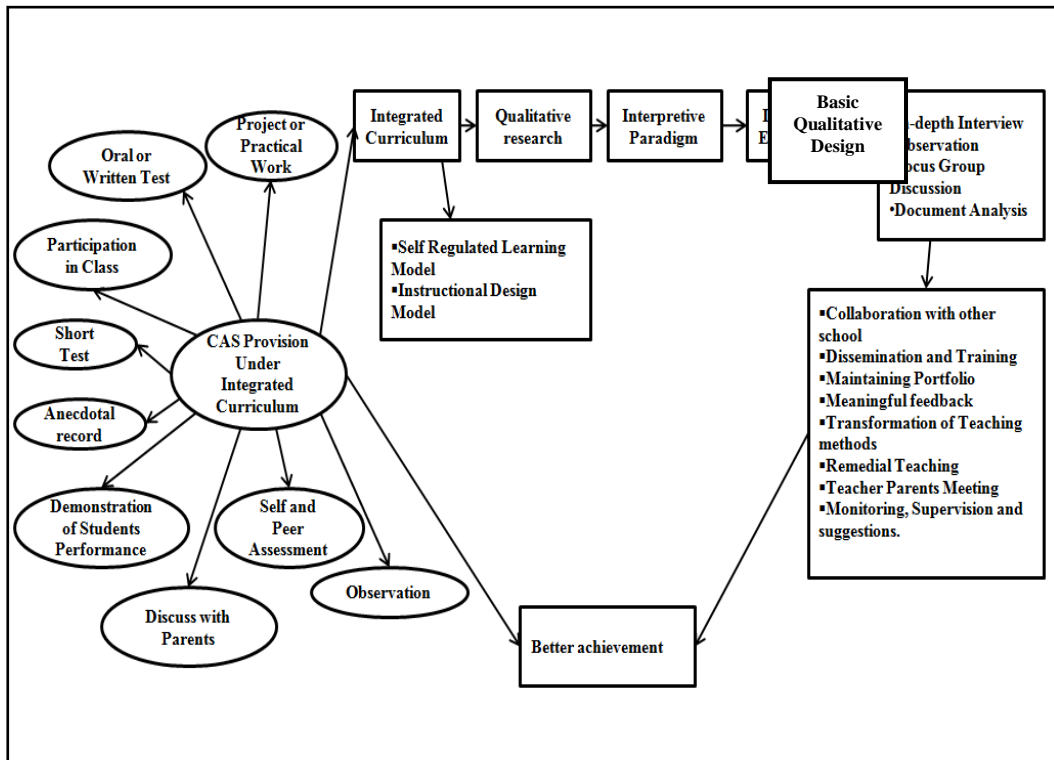 Project or
Practical
Work
Oral or
Written Test
Participation
in Class
Short
Test
Anecdotal
record
Demonstration
of Students
Performance
Discuss with
Parents
Self and
Peer
Assessment
Observation
CAS Provision
Under
Integrated
Curriculum
Integrated
Curriculum
Qualitative
research
Interpretive
Paradigm
Basic
Qualitative
Design
Interview
Discussion
•Document Analysis
▪Self Regulated Learning
Model
▪Instructional Design
Model
▪Collaboration with other
school
▪Dissemination and Training
▪Maintaining Portfolio
▪Meaningful feedback
▪Transformation of Teaching
methods
▪Remedial Teaching
▪Teacher Parents Meeting
▪Monitoring, Supervision and
suggestions.
Better achievement